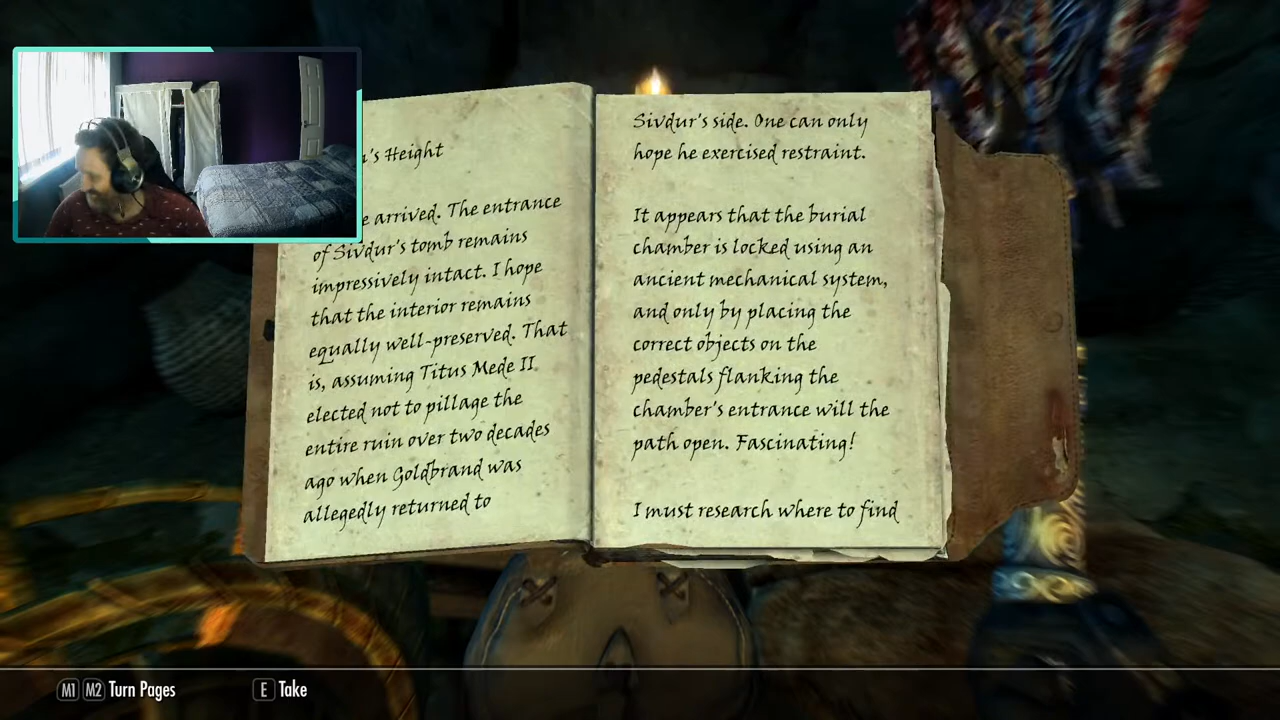 's Height
arrived. The entrance
of Sivdur's tomb remains
impressively intact. I hope
that the interior remains
equally well-preserved. That
is, assuming Titus Mede II
elected not to pillage the
entire ruin over two decades
ago when Goldbrand was
allegedly returned to
Sivdur's side. One can only
hope he exercised restraint.
It appears that the burial
chamber is locked using an
ancient mechanical system,
and only by placing the
correct objects on the
pedestals flanking the
chamber's entrance will the
path open. Fascinating!
I must research where to find
M1 M2 Turn Pages
E Take